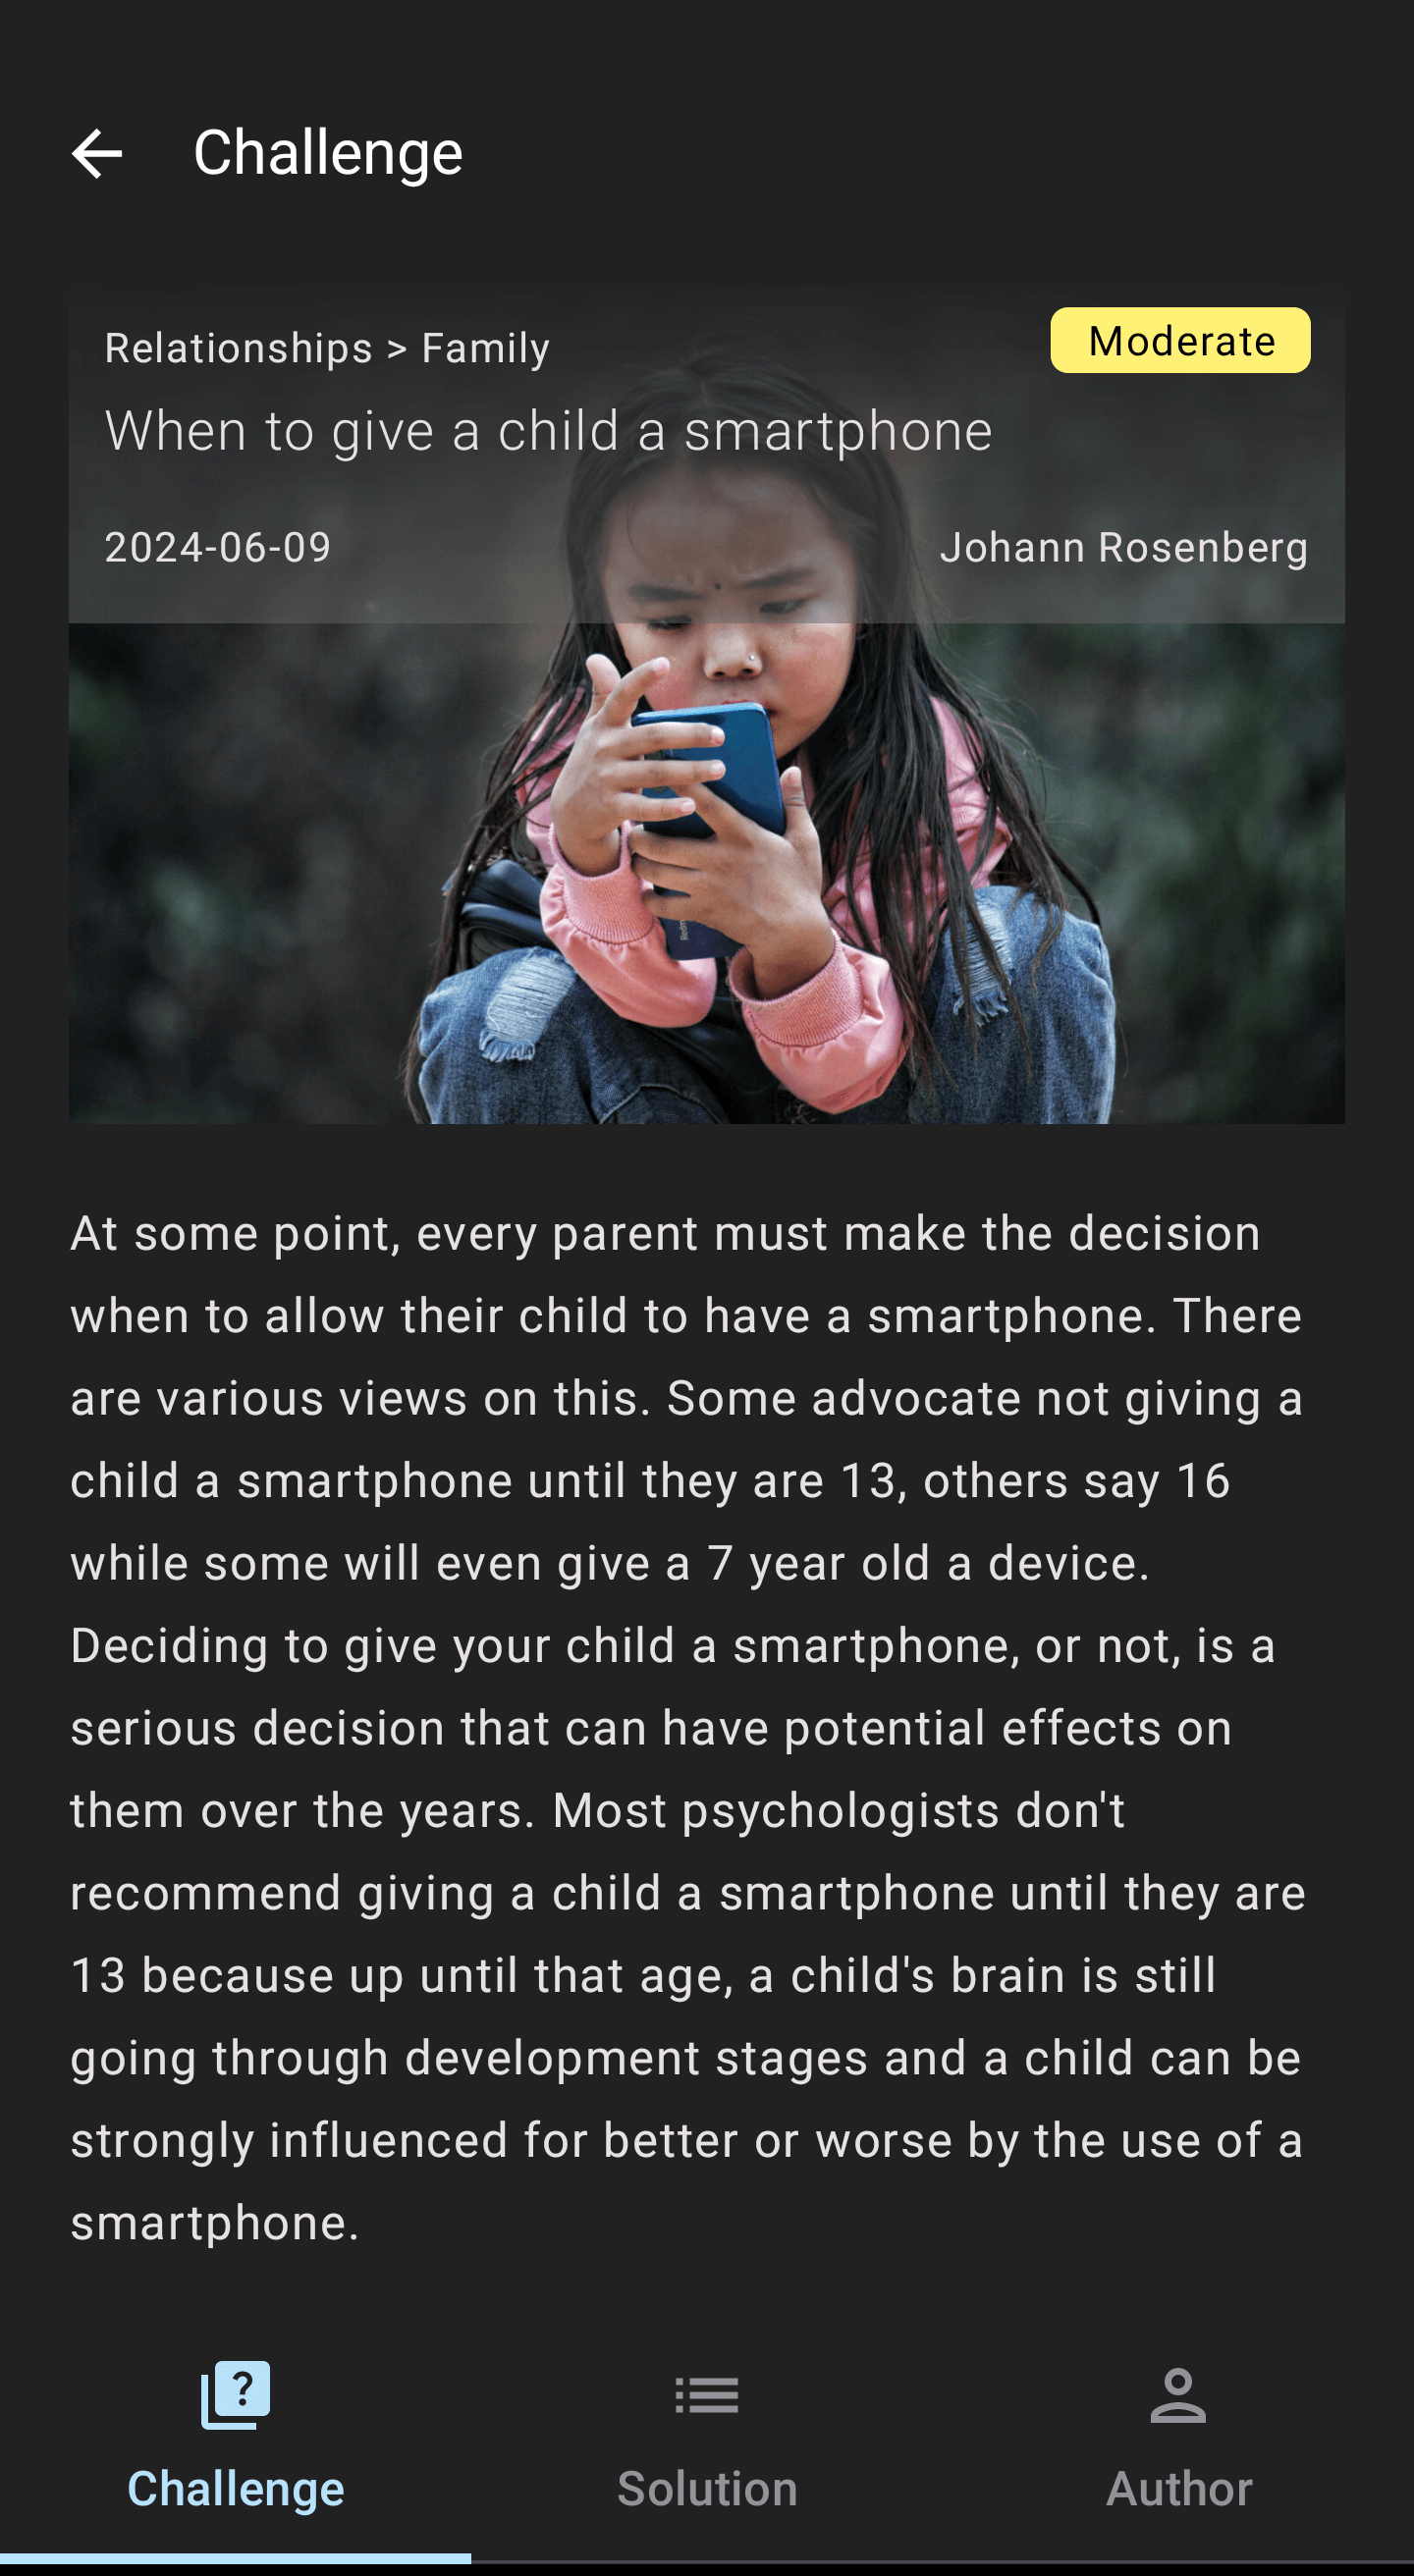 Challenge
Relationships > Family
Moderate
When to give a child a smartphone
2024-06-09
Johann Rosenberg
At some point, every parent must make the decision
when to allow their child to have a smartphone. There
are various views on this. Some advocate not giving a
child a smartphone until they are 13, others say 16
while some will even give a 7 year old a device.
Deciding to give your child a smartphone, or not, is a
serious decision that can have potential effects on
them over the years. Most psychologists don't
recommend giving a child a smartphone until they are
13 because up until that age, a child's brain is still
going through development stages and a child can be
strongly influenced for better or worse by the use of a
smartphone.
?
Challenge
Solution
Author